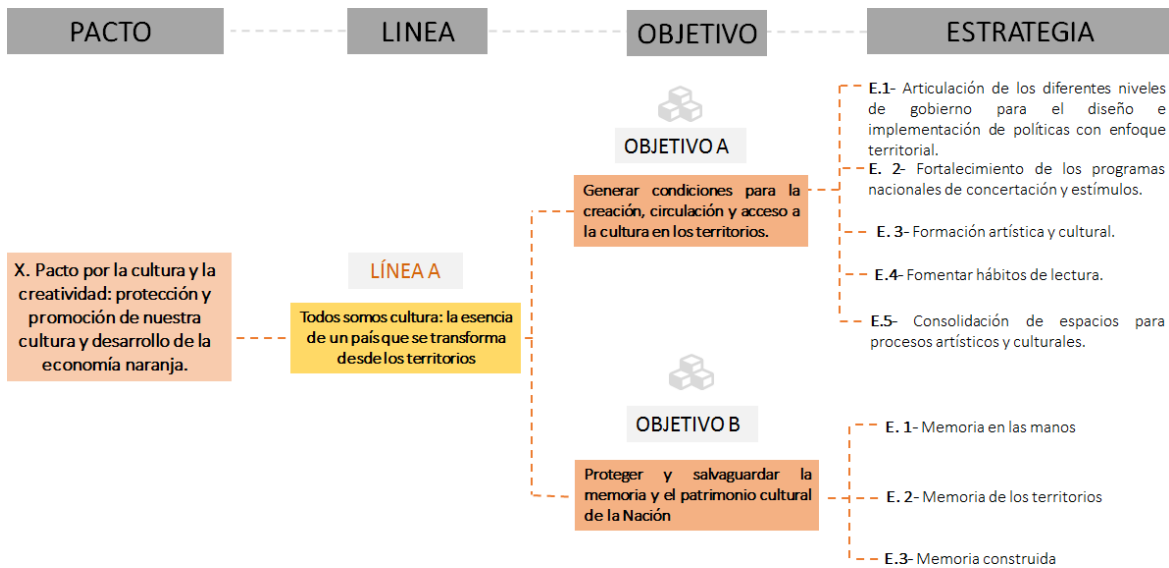 PACTO
LINEA
OBJETIVO
ESTRATEGIA
X. Pacto por la cultura y la
creatividad: protección y
promoción de nuestra
cultura y desarrollo de la
economía naranja.
LÍNEA A
Todos somos cultura: la esencia
de un país que se transforma
desde los territorios
OBJETIVO A
Generar condiciones para la
creación, circulación y acceso a
la cultura en los territorios.
E.1- Articulación de los diferentes niveles
de gobierno para el diseño e
implementación de políticas con enfoque
territorial.
E. 2- Fortalecimiento de los programas
nacionales de concertación y estímulos.
E. 3- Formación artística y cultural.
E.4- Fomentar hábitos de lectura.
E.5- Consolidación de espacios para
procesos artísticos y culturales.
OBJETIVO B
Proteger y salvaguardar la
memoria y el patrimonio cultural
de la Nación
E. 1- Memoria en las manos
E. 2- Memoria de los territorios
E.3- Memoria construida